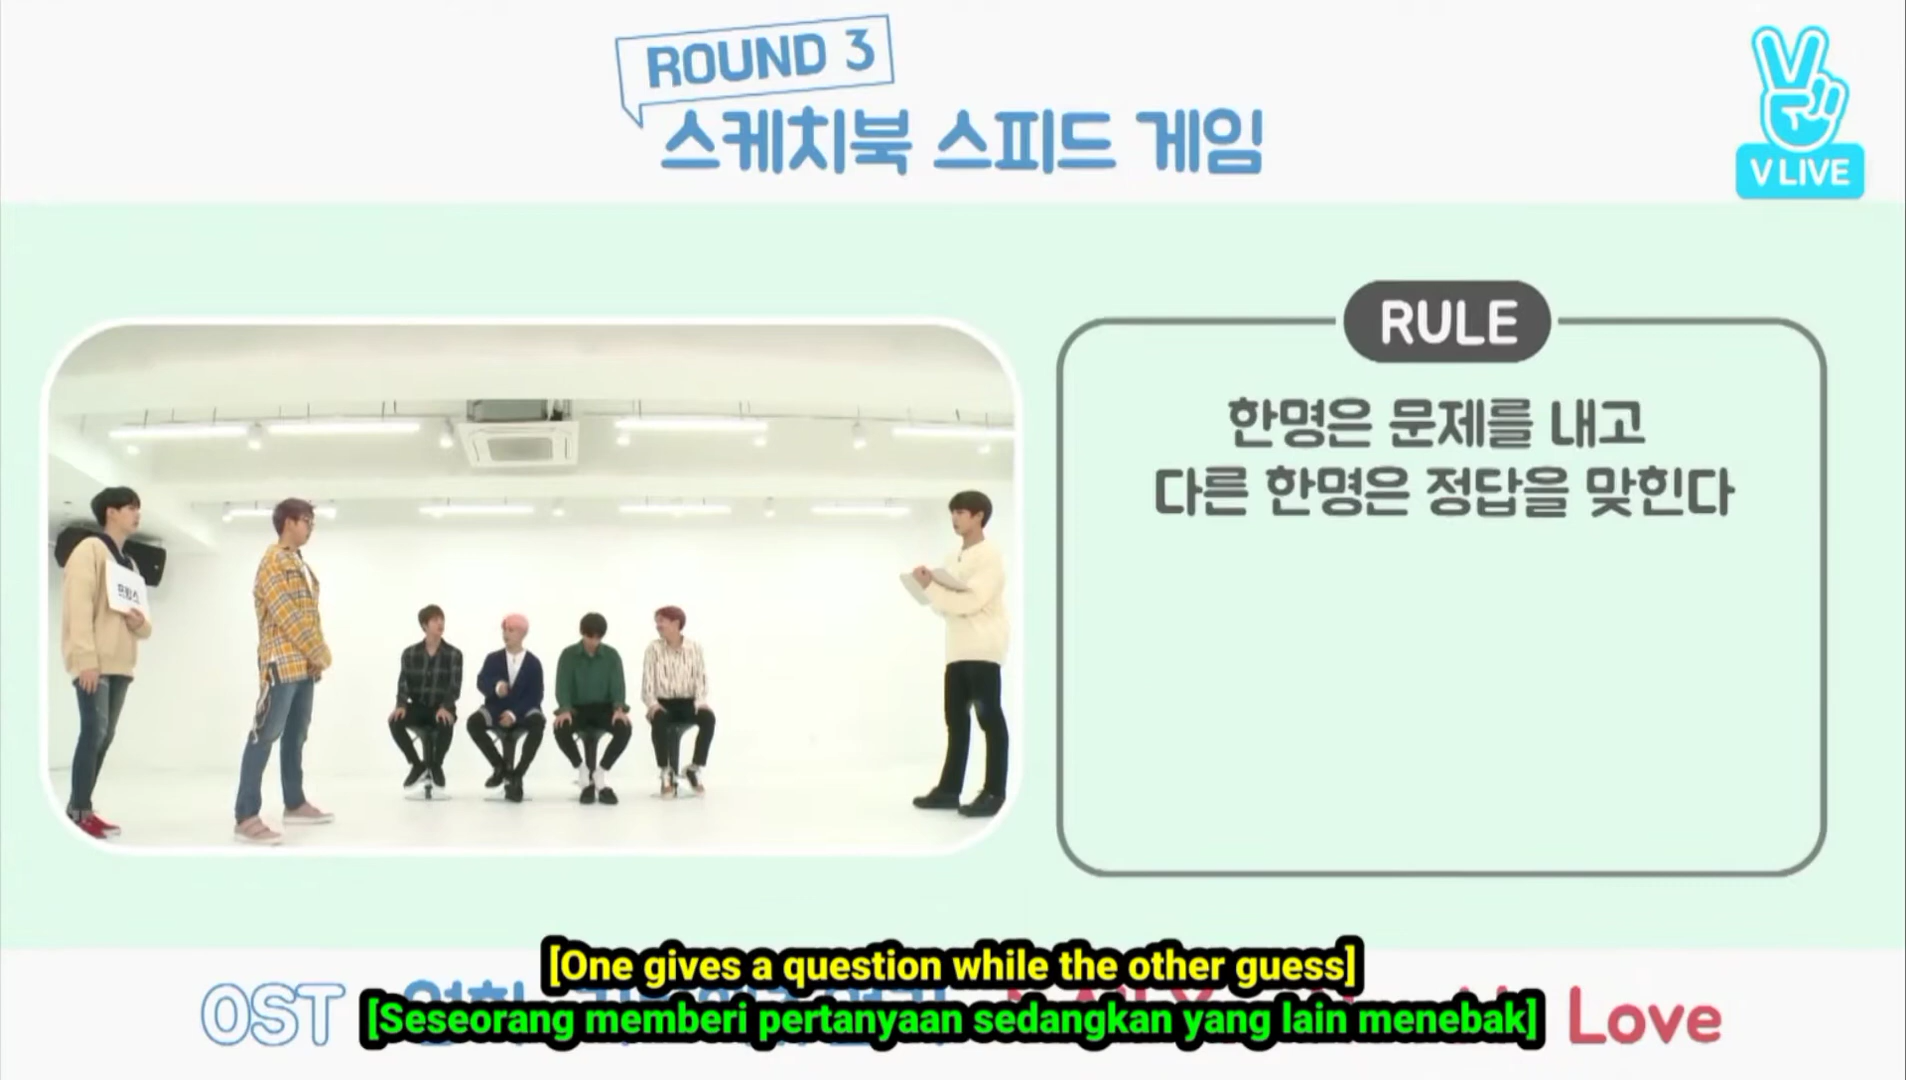 ROUND 3
스케치북 스피드 게임
V LIVE
RULE
한명은 문제를 내고
다른 한명은 정답을 맞힌다
[One gives a question while the other guess]
OST
Love
[Seseorang memberi pertanyaan sedangkan yang lain menebak]